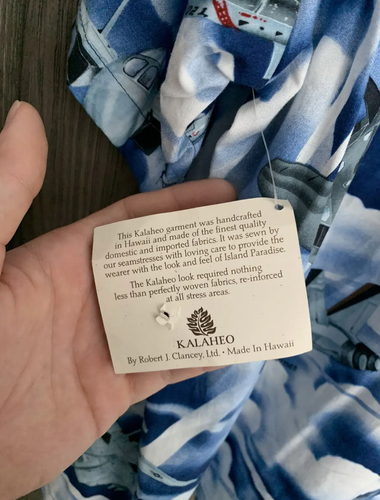 This Kalaheo garment was handcrafted
in Hawaii and made of the finest quality
domestic and imported fabrics. It was sewn by
our seamstresses with loving care to provide the
wearer with the look and feel of Island Paradise.
The Kalaheo look required nothing
less than perfectly woven fabrics, re-inforced
at all stress areas.
KALAHEO
By Robert J. Clancey, Ltd. • Made In Hawaii